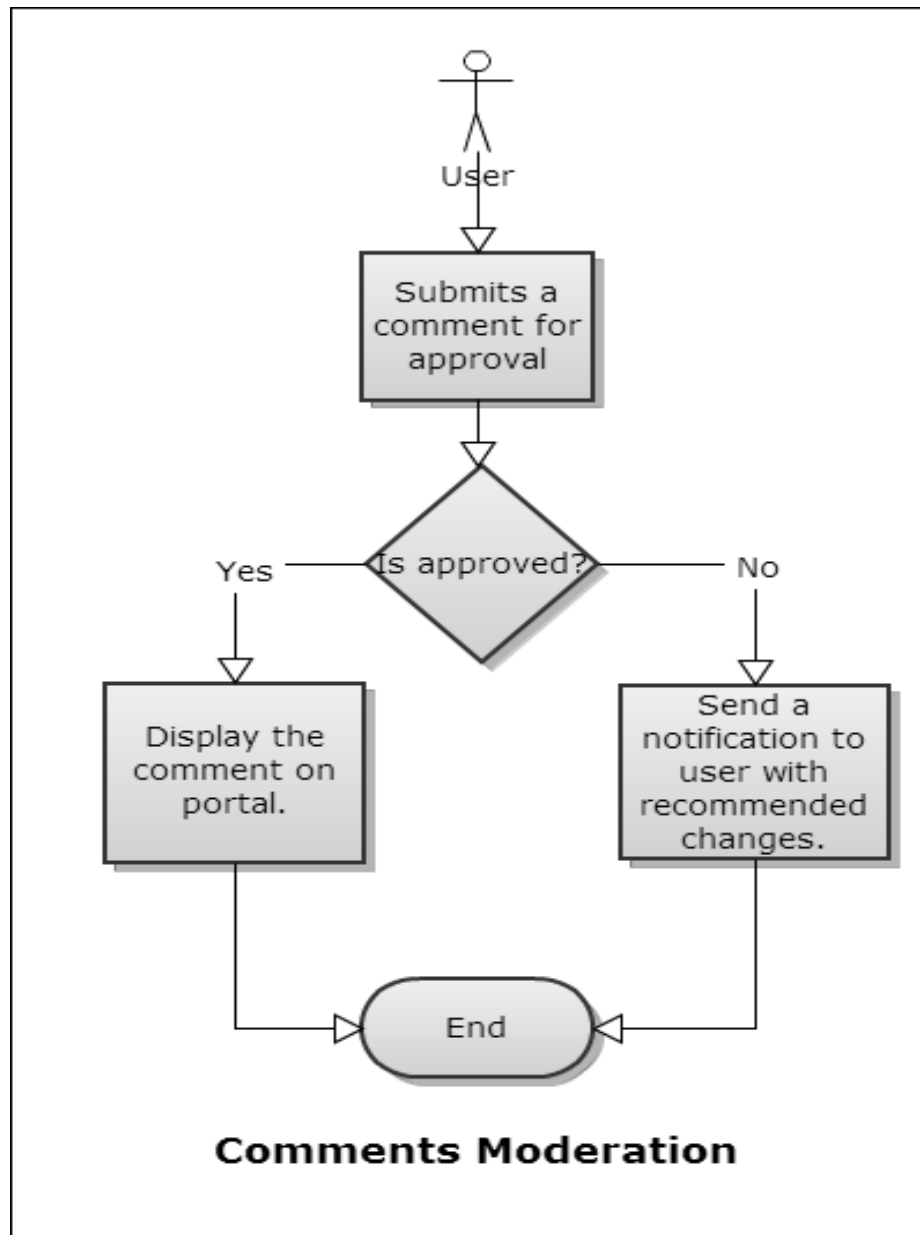 User
Submits a
comment for
approval
Is approved?
Yes
No
Display the
comment on
portal.
Send a
notification to
user with
recommended
changes.
End
Comments Moderation